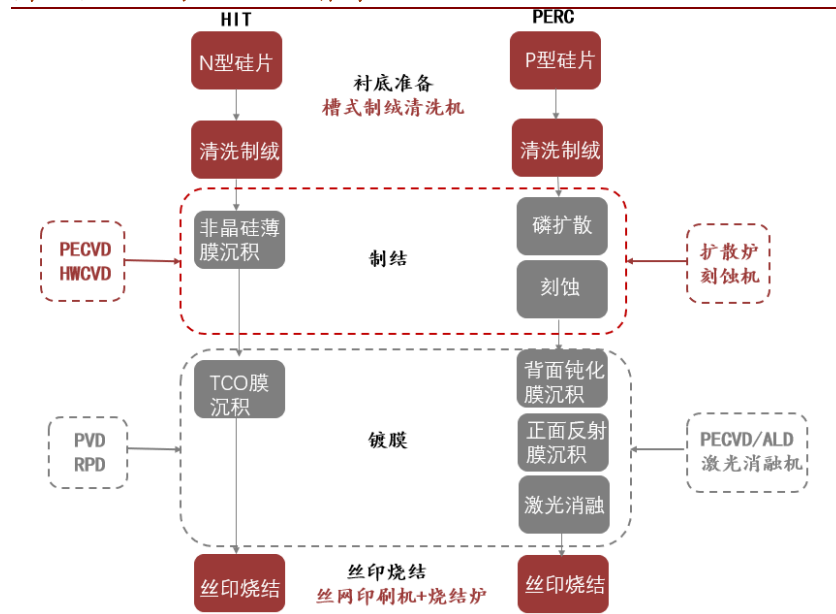 HIT
PERC
N型硅片
P型硅片
衬底准备
槽式制绒清洗机
清洗制绒
清洗制绒
非晶硅薄
膜沉积
磷扩散
PECVD
HWCVD
制结
扩散炉
刻蚀机
刻蚀
TCO膜
沉积
背面钝化
膜沉积
PVD
RPD
镀膜
正面反射
膜沉积
PECVD/ALD
激光消融机
激光消融
丝印烧结
丝印烧结
丝网印刷机+烧结炉
丝印烧结